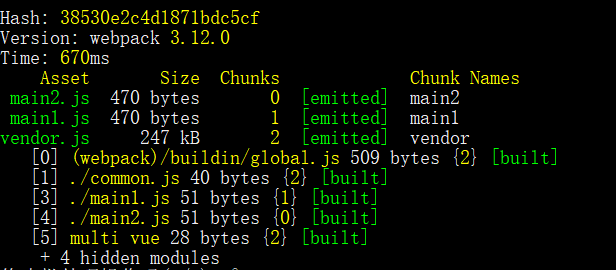 Hash: 38530e2c4d1871bdc5cf
Version: webpack 3.12.0
Time: 670ms
Asset Size Chunks Chunk Names
main2.js 470 bytes 0 [emitted] main2
main1.js 470 bytes 1 [emitted] main1
vendor.js 247 kB 2 [emitted] vendor
[0] (webpack)/buildin/global.js 509 bytes {2} [built]
[1] ./common.js 40 bytes {2} [built]
[3] ./main1.js 51 bytes {1} [built]
[4] ./main2.js 51 bytes {0} [built]
[5] multi vue 28 bytes {2} [built]
+ 4 hidden modules